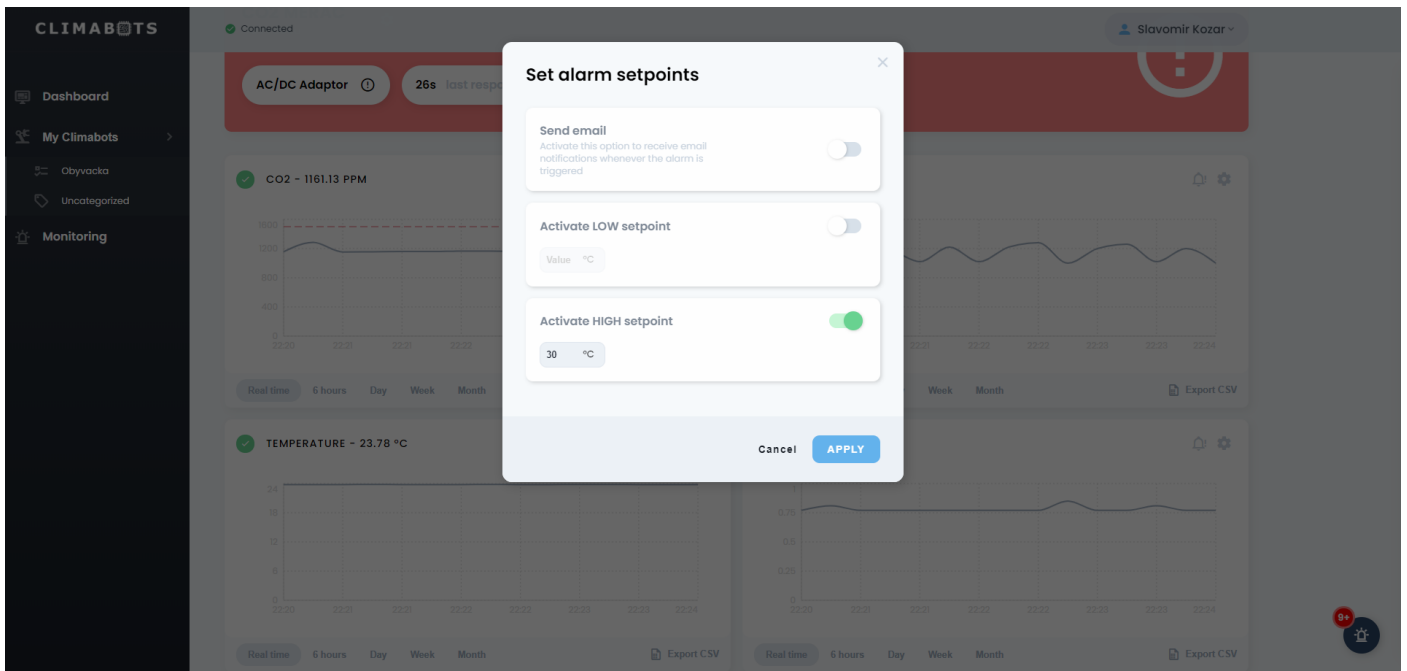 CLIMABOTS
Connected
Slavomir Kozar
Dashboard
My Climabots
Obyvacka
Uncategorized
Monitoring
AC/DC Adaptor
26s last respo
Set alarm setpoints
Send email
Activate this option to receive email
notifications whenever the alarm is
triggered
Activate LOW setpoint
Value °C
Activate HIGH setpoint
30 °C
Cancel APPLY
CO2 - 1161.13 PPM
1600
1200
800
400
0
22:20 22:21 22:21 22:22
22:21 22:22 22:22 22:23 22:23 22:24
Real time 6 hours Day Week Month
Week Month Export CSV
TEMPERATURE - 23.78 °C
24
18
12
6
0
22:20 22:21 22:21 22:22 22:22 22:23 22:23 22:24
Real time 6 hours Day Week Month Export CSV
1
0.75
0.5
0.25
0
22:20 22:21 22:21 22:22 22:22 22:23 22:23 22:24
Real time 6 hours Day Week Month Export CSV
9+